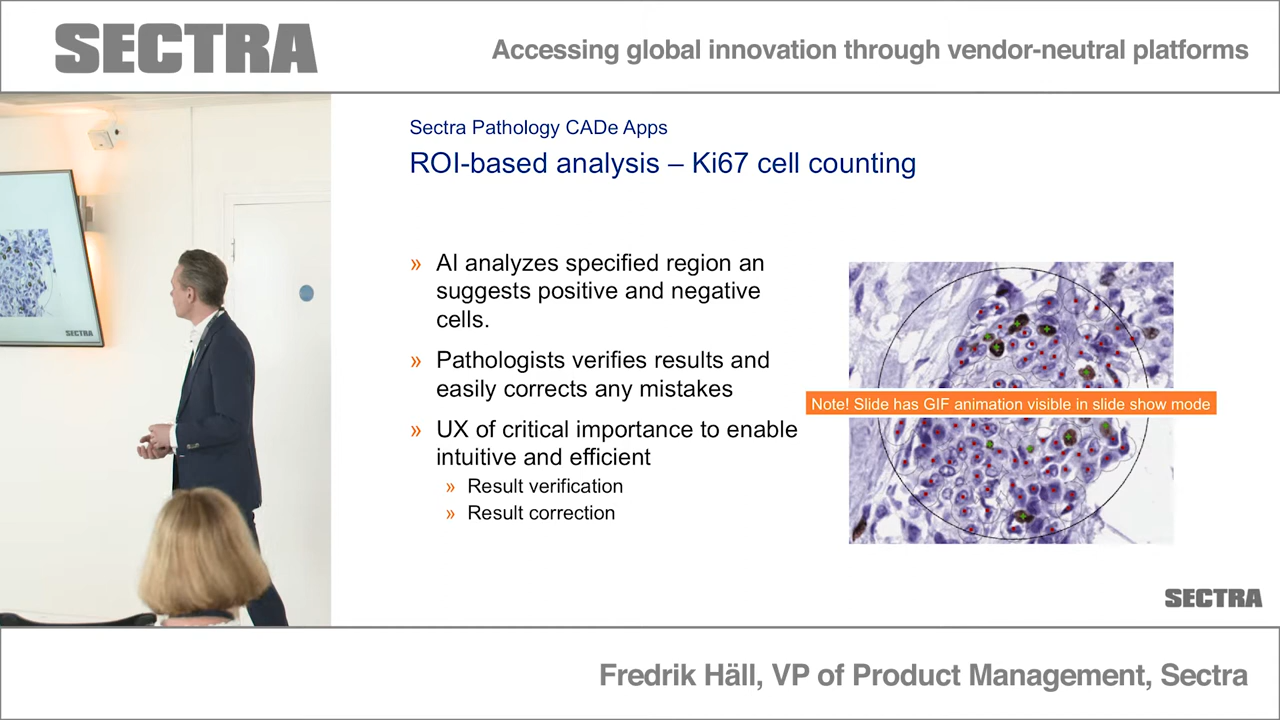 SECTRA
Accessing global innovation through vendor-neutral platforms
Sectra Pathology CADe Apps
ROI-based analysis – Ki67 cell counting
» AI analyzes specified region an
suggests positive and negative
cells.
» Pathologists verifies results and
easily corrects any mistakes
» UX of critical importance to enable
intuitive and efficient
» Result verification
» Result correction
Note! Slide has GIF animation visible in slide show mode
SECTRA
SECTRA
Fredrik Häll, VP of Product Management, Sectra